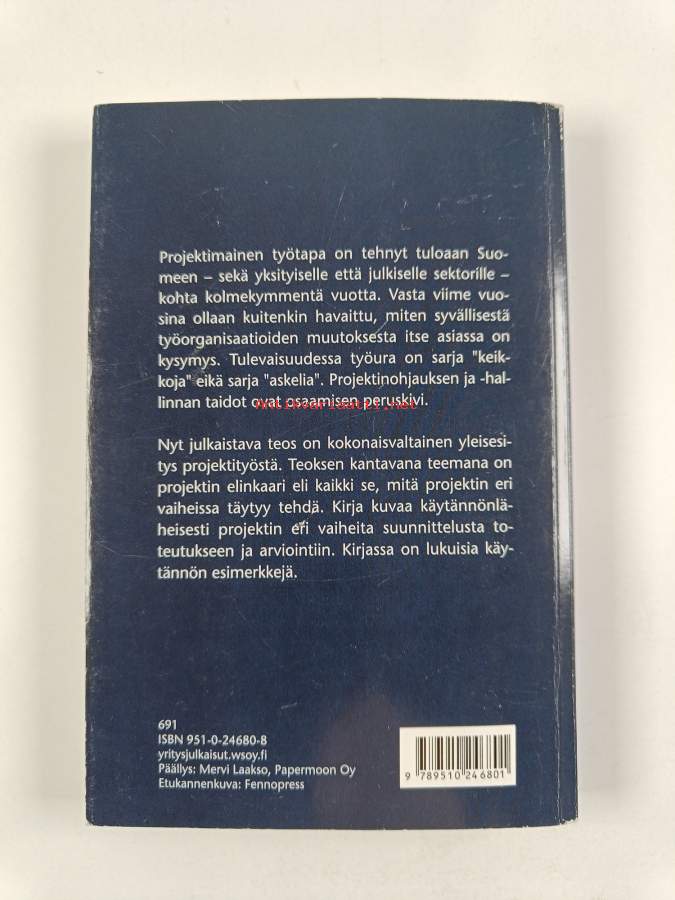 Projektimainen työtapa on tehnyt tuloaan Suo-
meen – sekä yksityiselle että julkiselle sektorille –
kohta kolmekymmentä vuotta. Vasta viime vuo-
sina ollaan kuitenkin havaittu, miten syvällisestä
työorganisaatioiden muutoksesta itse asiassa on
kysymys. Tulevaisuudessa työura on sarja "keik-
koja" eikä sarja "askelia". Projektinohjauksen ja -hal-
linnan taidot ovat osaamisen peruskivi.
Antikvariaatti.net
Nyt julkaistava teos on kokonaisvaltainen yleisesi-
tys projektityöstä. Teoksen kantavana teemana on
projektin elinkaari eli kaikki se, mitä projektin eri
vaiheissa täytyy tehdä. Kirja kuvaa käytännönlä-
heisesti projektin eri vaiheita suunnittelusta to-
teutukseen ja arviointiin. Kirjassa on lukuisia käy-
tännön esimerkkejä.
691
ISBN 951-0-24680-8
yritysjulkaisut.wsoy.fi
Päällys: Mervi Laakso, Papermoon Oy
Etukannenkuva: Fennopress
9 789510 246801